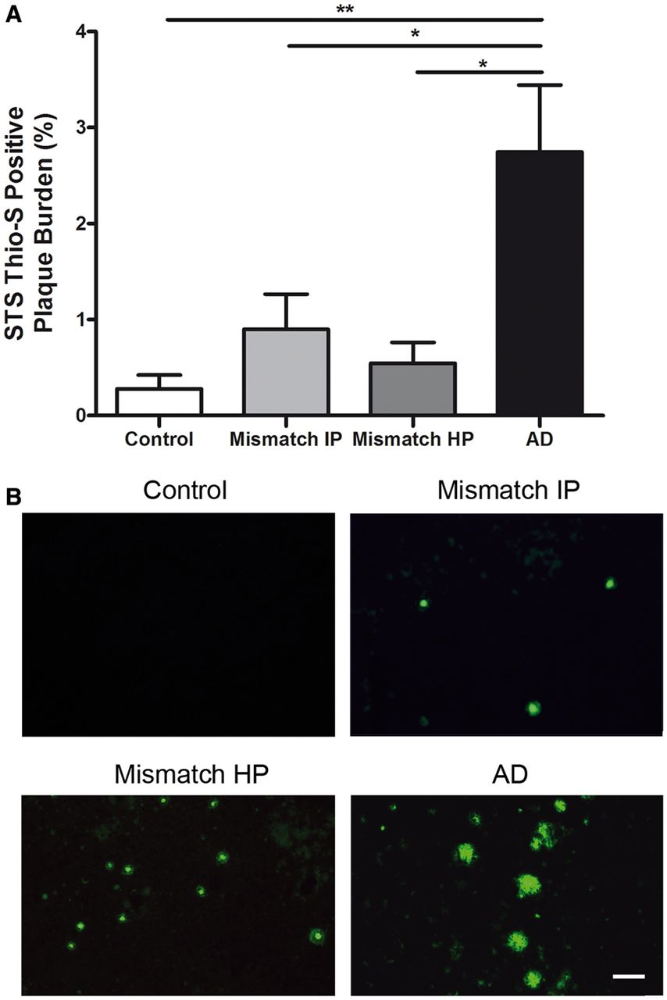 A
**
*
*
STS Thio-S Positive
Plaque Burden (%)
4
3
2
1
0
Control Mismatch IP Mismatch HP AD
B
Control Mismatch IP
Mismatch HP AD